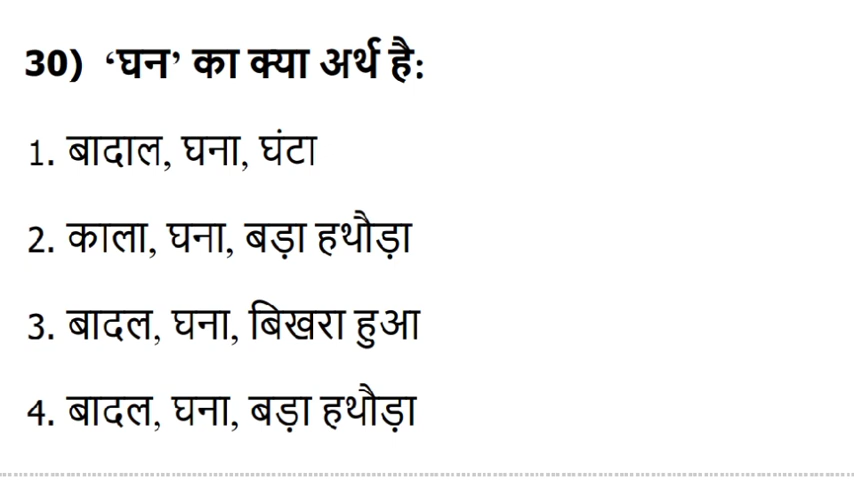 30) ‘घन’ का क्या अर्थ है:
1. बादाल, घना, घंटा
2. काला, घना, बड़ा हथौड़ा
3. बादल, घना, बिखरा हुआ
4. बादल, घना, बड़ा हथौड़ा